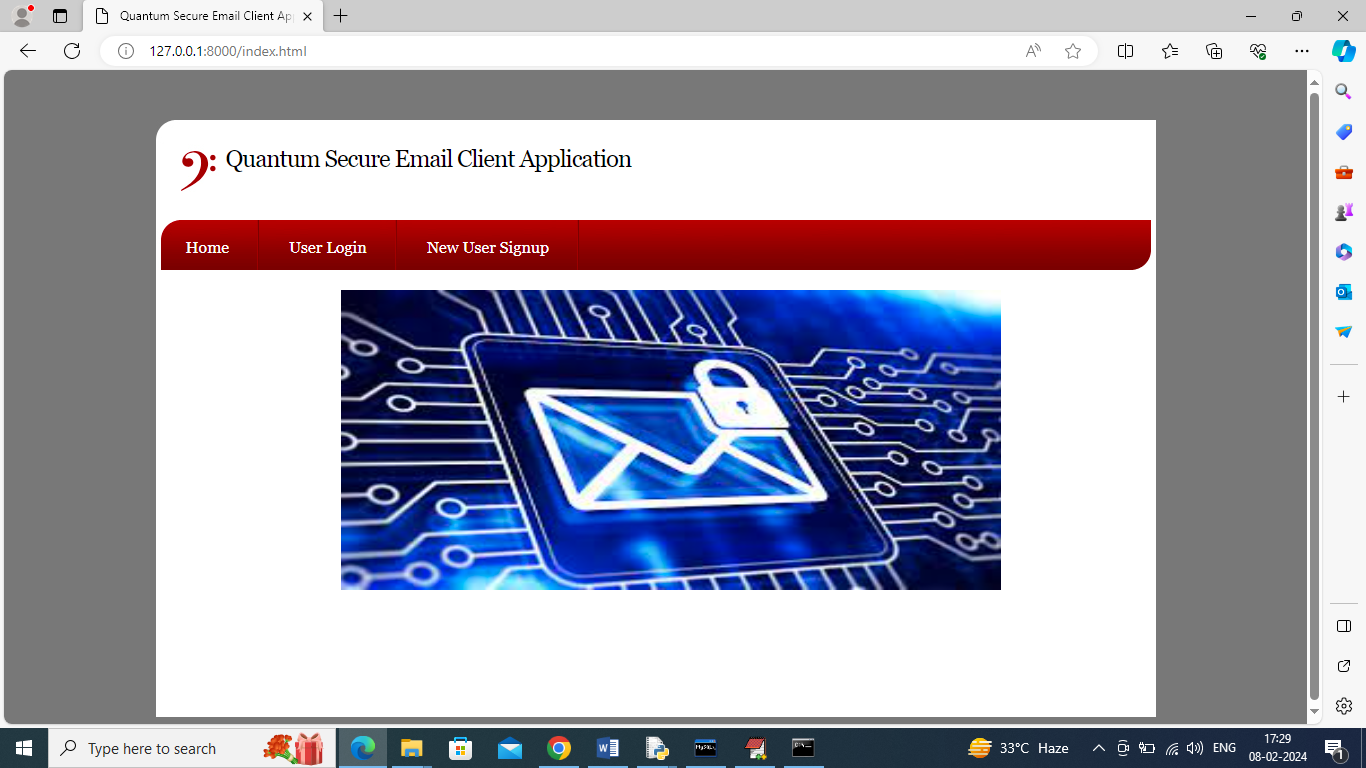 Quantum Secure Email Client Ap
127.0.0.1:8000/index.html
Quantum Secure Email Client Application
Home
User Login
New User Signup
Type here to search
33°C Haze
ENG
17:29
08-02-2024
1